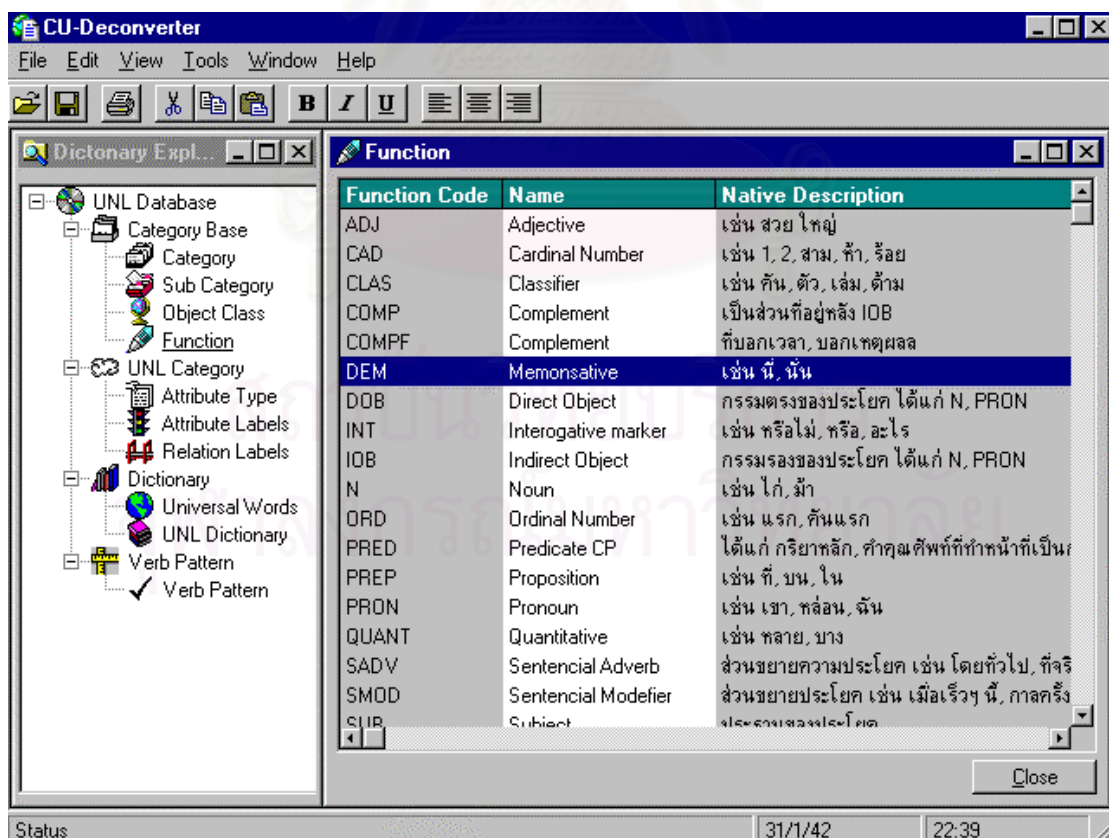 CU-Deconverter
File Edit View Tools Window Help
B I U
Dictonary Expl...
UNL Database
Category Base
Category
Sub Category
Object Class
Function
UNL Category
Attribute Type
Attribute Labels
Relation Labels
Dictionary
Universal Words
UNL Dictionary
Verb Pattern
Verb Pattern
Function
Function Code Name Native Description
ADJ Adjective เช่น สวย ใหญ่
CAD Cardinal Number เช่น 1, 2, สาม, ห้า, ร้อย
CLAS Classifier เช่น คัน, ตัว, เล่ม, ด้าม
COMP Complement เป็นส่วนที่อยู่หลัง IOB
COMPF Complement ที่บอกเวลา, บอกเหตุผลล
DEM Memonsative เช่น นี่, นั่น
DOB Direct Object กรรมตรงของประโยค ได้แก่ N, PRON
INT Interogative marker เช่น หรือไม่, หรือ, อะไร
IOB Indirect Object กรรมรองของประโยค ได้แก่ N, PRON
N Noun เช่น ไก่, ม้า
ORD Ordinal Number เช่น แรก, คันแรก
PRED Predicate CP ได้แก่ กริยาหลัก, คำคุณศัพท์ที่ทำหน้าที่เป็น
PREP Proposition เช่น ที่, บน, ใน
PRON Pronoun เช่น เขา, หล่อน, ฉัน
QUANT Quantitative เช่น หลาย, บาง
SADV Sentencial Adverb ส่วนขยายความประโยค เช่น โดยทั่วไป, ที่จริ
SMOD Sentencial Modefier ส่วนขยายประโยค เช่น เมื่อเร็วๆ นี้, กาลครั้ง
SUB Subject ประธานของประโยค
Close
Status 31/1/42 22:39